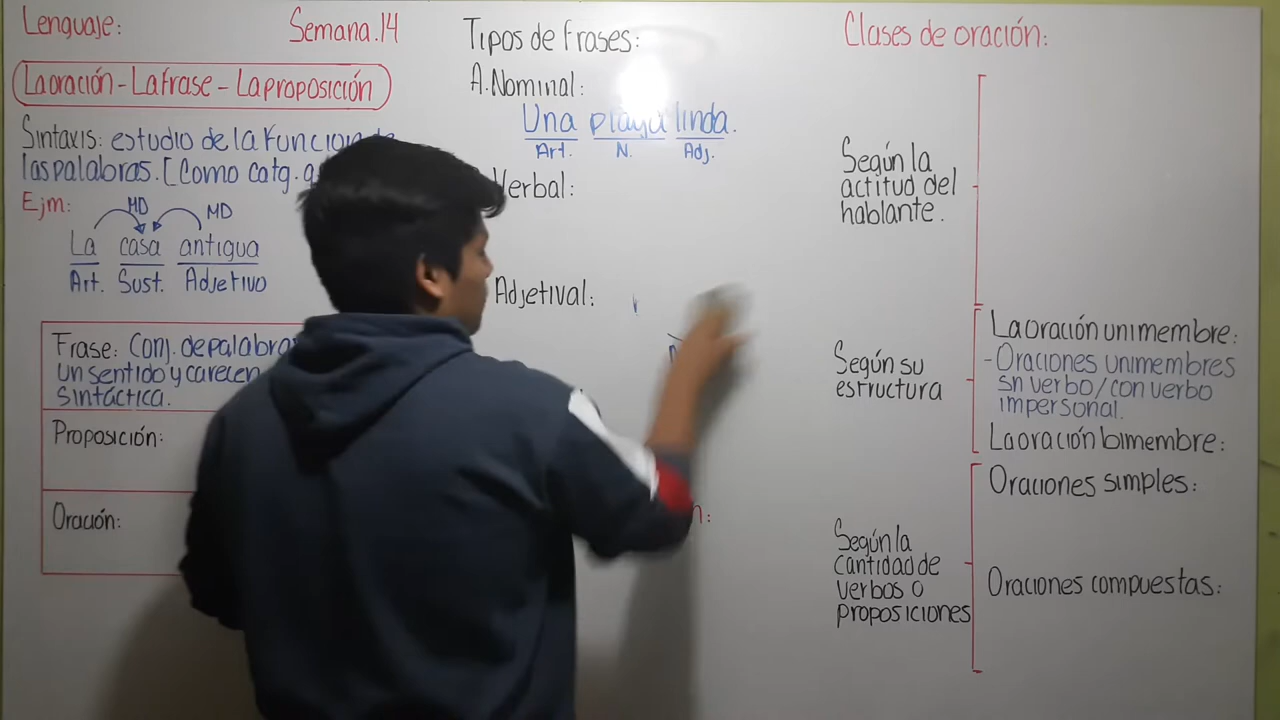 Lenguaje:
Semana.14
La oración - La frase - La proposición
Sintaxis: estudio de la funcion de
las palabras. [Como catg. g
Ejm:
MD
MD
La casa antigua
Art. Sust. Adjetivo
Frase: Conj. de palabra
un sentido y carecen
sintáctica.
Proposición:
Oración:
Tipos de frases:
A. Nominal:
Una playa linda.
Art. N. Adj.
Verbal:
Adjetival:
n:
Clases de oración:
Según la
actitud del
hablante.
Según su
estructura
La oración unimembre:
- Oraciones unimembres
sn verbo/con verbo
impersonal.
La oración bimembre:
Según la
cantidad de
verbos o
proposiciones
Oraciones simples:
Oraciones compuestas: